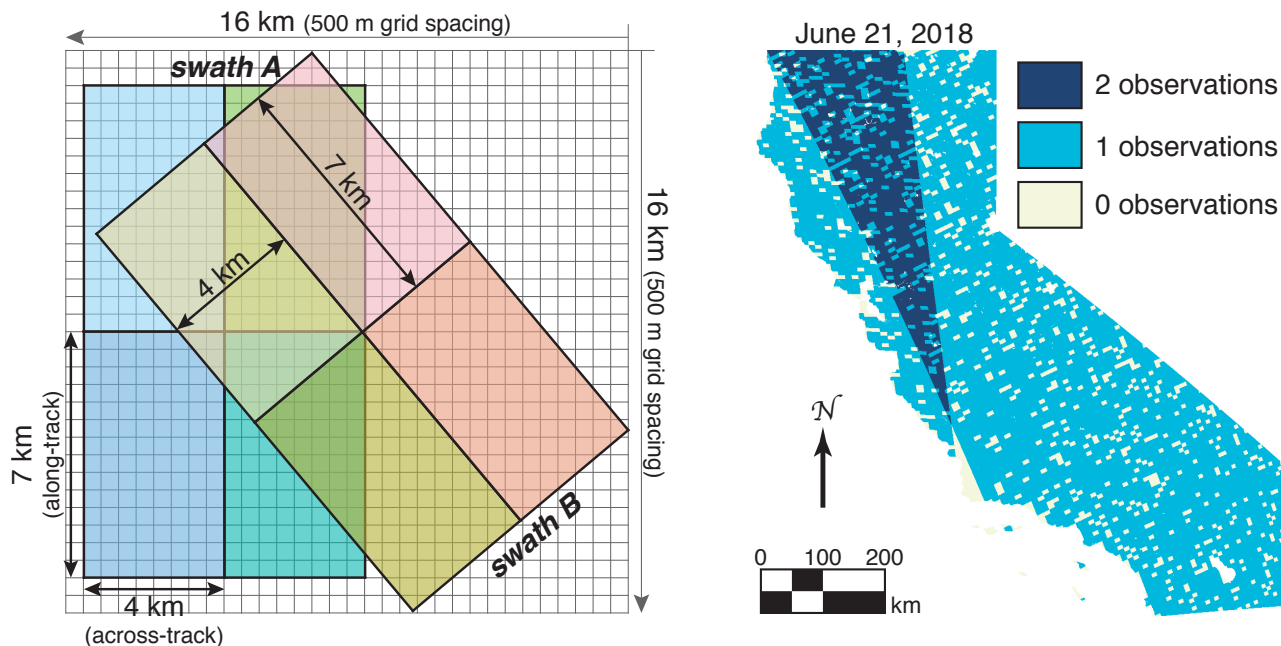 16 km (500 m grid spacing)
swath A
7 km
4 km
16 km (500 m grid spacing)
7 km
(along-track)
swath B
4 km
(across-track)
June 21, 2018
2 observations
1 observations
0 observations
N
0 100 200
km